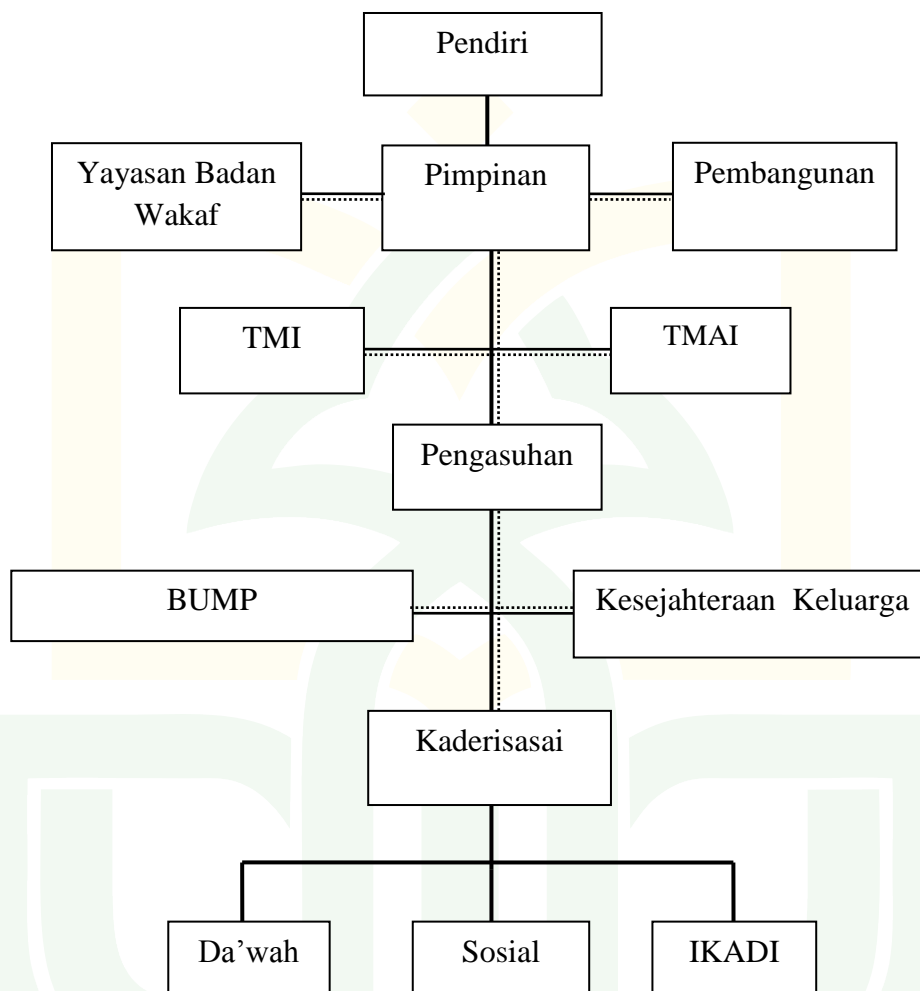 Pendiri
Yayasan Badan
Wakaf
Pimpinan
Pembangunan
TMI
TMAI
Pengasuhan
BUMP
Kesejahteraan Keluarga
Kaderisasai
Da’wah
Sosial
IKADI